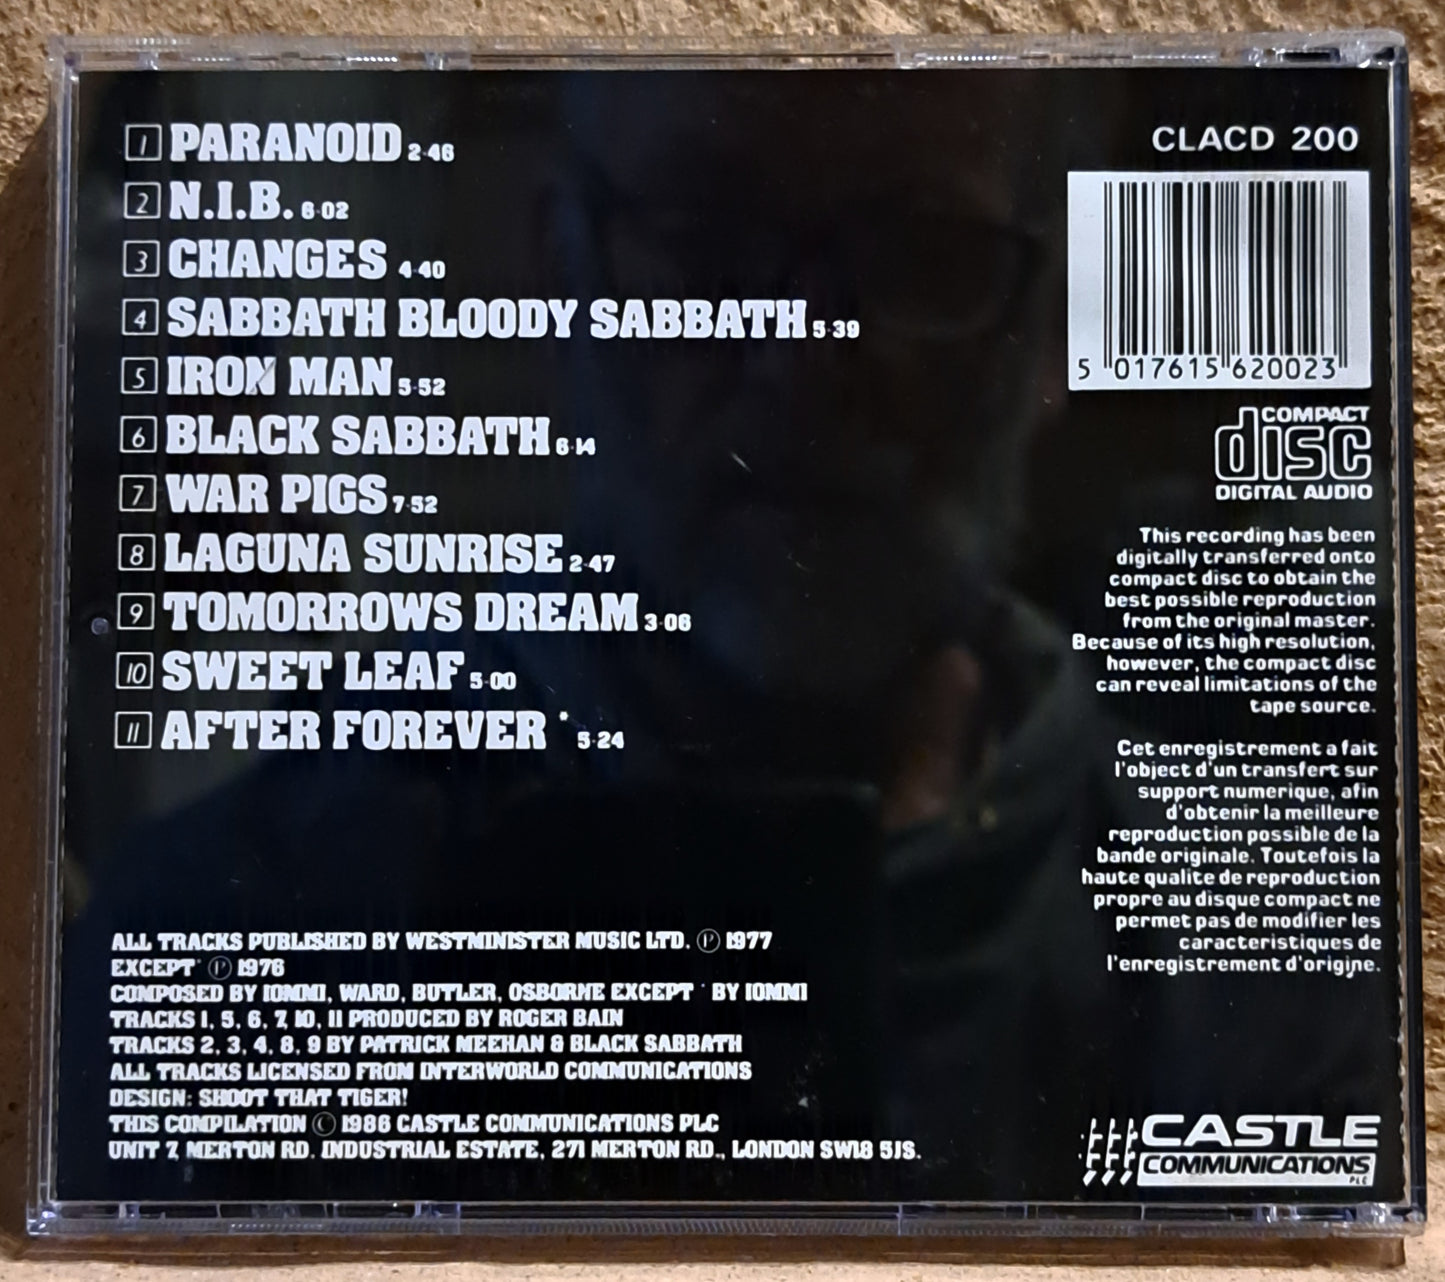 1 PARANOID 2·46
2 N.I.B. 6·02
3 CHANGES 4·40
4 SABBATH BLOODY SABBATH 5·39
5 IRON MAN 5·52
6 BLACK SABBATH 6·14
7 WAR PIGS 7·52
8 LAGUNA SUNRISE 2·47
9 TOMORROWS DREAM 3·06
10 SWEET LEAF 5·00
11 AFTER FOREVER * 5·24
ALL TRACKS PUBLISHED BY WESTMINISTER MUSIC LTD. ℗ 1977
EXCEPT * ℗ 1976
COMPOSED BY IOMMI, WARD, BUTLER, OSBORNE EXCEPT * BY IOMMI
TRACKS 1, 5, 6, 7, 10, 11 PRODUCED BY ROGER BAIN
TRACKS 2, 3, 4, 8, 9 BY PATRICK MEEHAN & BLACK SABBATH
ALL TRACKS LICENSED FROM INTERWORLD COMMUNICATIONS
DESIGN: SHOOT THAT TIGER!
THIS COMPILATION © 1986 CASTLE COMMUNICATIONS PLC
UNIT 7, MERTON RD. INDUSTRIAL ESTATE, 271 MERTON RD., LONDON SW18 5JS.
CLACD 200
5 017615 620023
COMPACT
disc
DIGITAL AUDIO
This recording has been
digitally transferred onto
compact disc to obtain the
best possible reproduction
from the original master.
Because of its high resolution,
however, the compact disc
can reveal limitations of the
tape source.
Cet enregistrement a fait
l'object d'un transfert sur
support numerique, afin
d'obtenir la meilleure
reproduction possible de la
bande originale. Toutefois la
haute qualite de reproduction
propre au disque compact ne
permet pas de modifier les
caracteristiques de
l'enregistrement d'origine.
CASTLE
COMMUNICATIONS
PLC